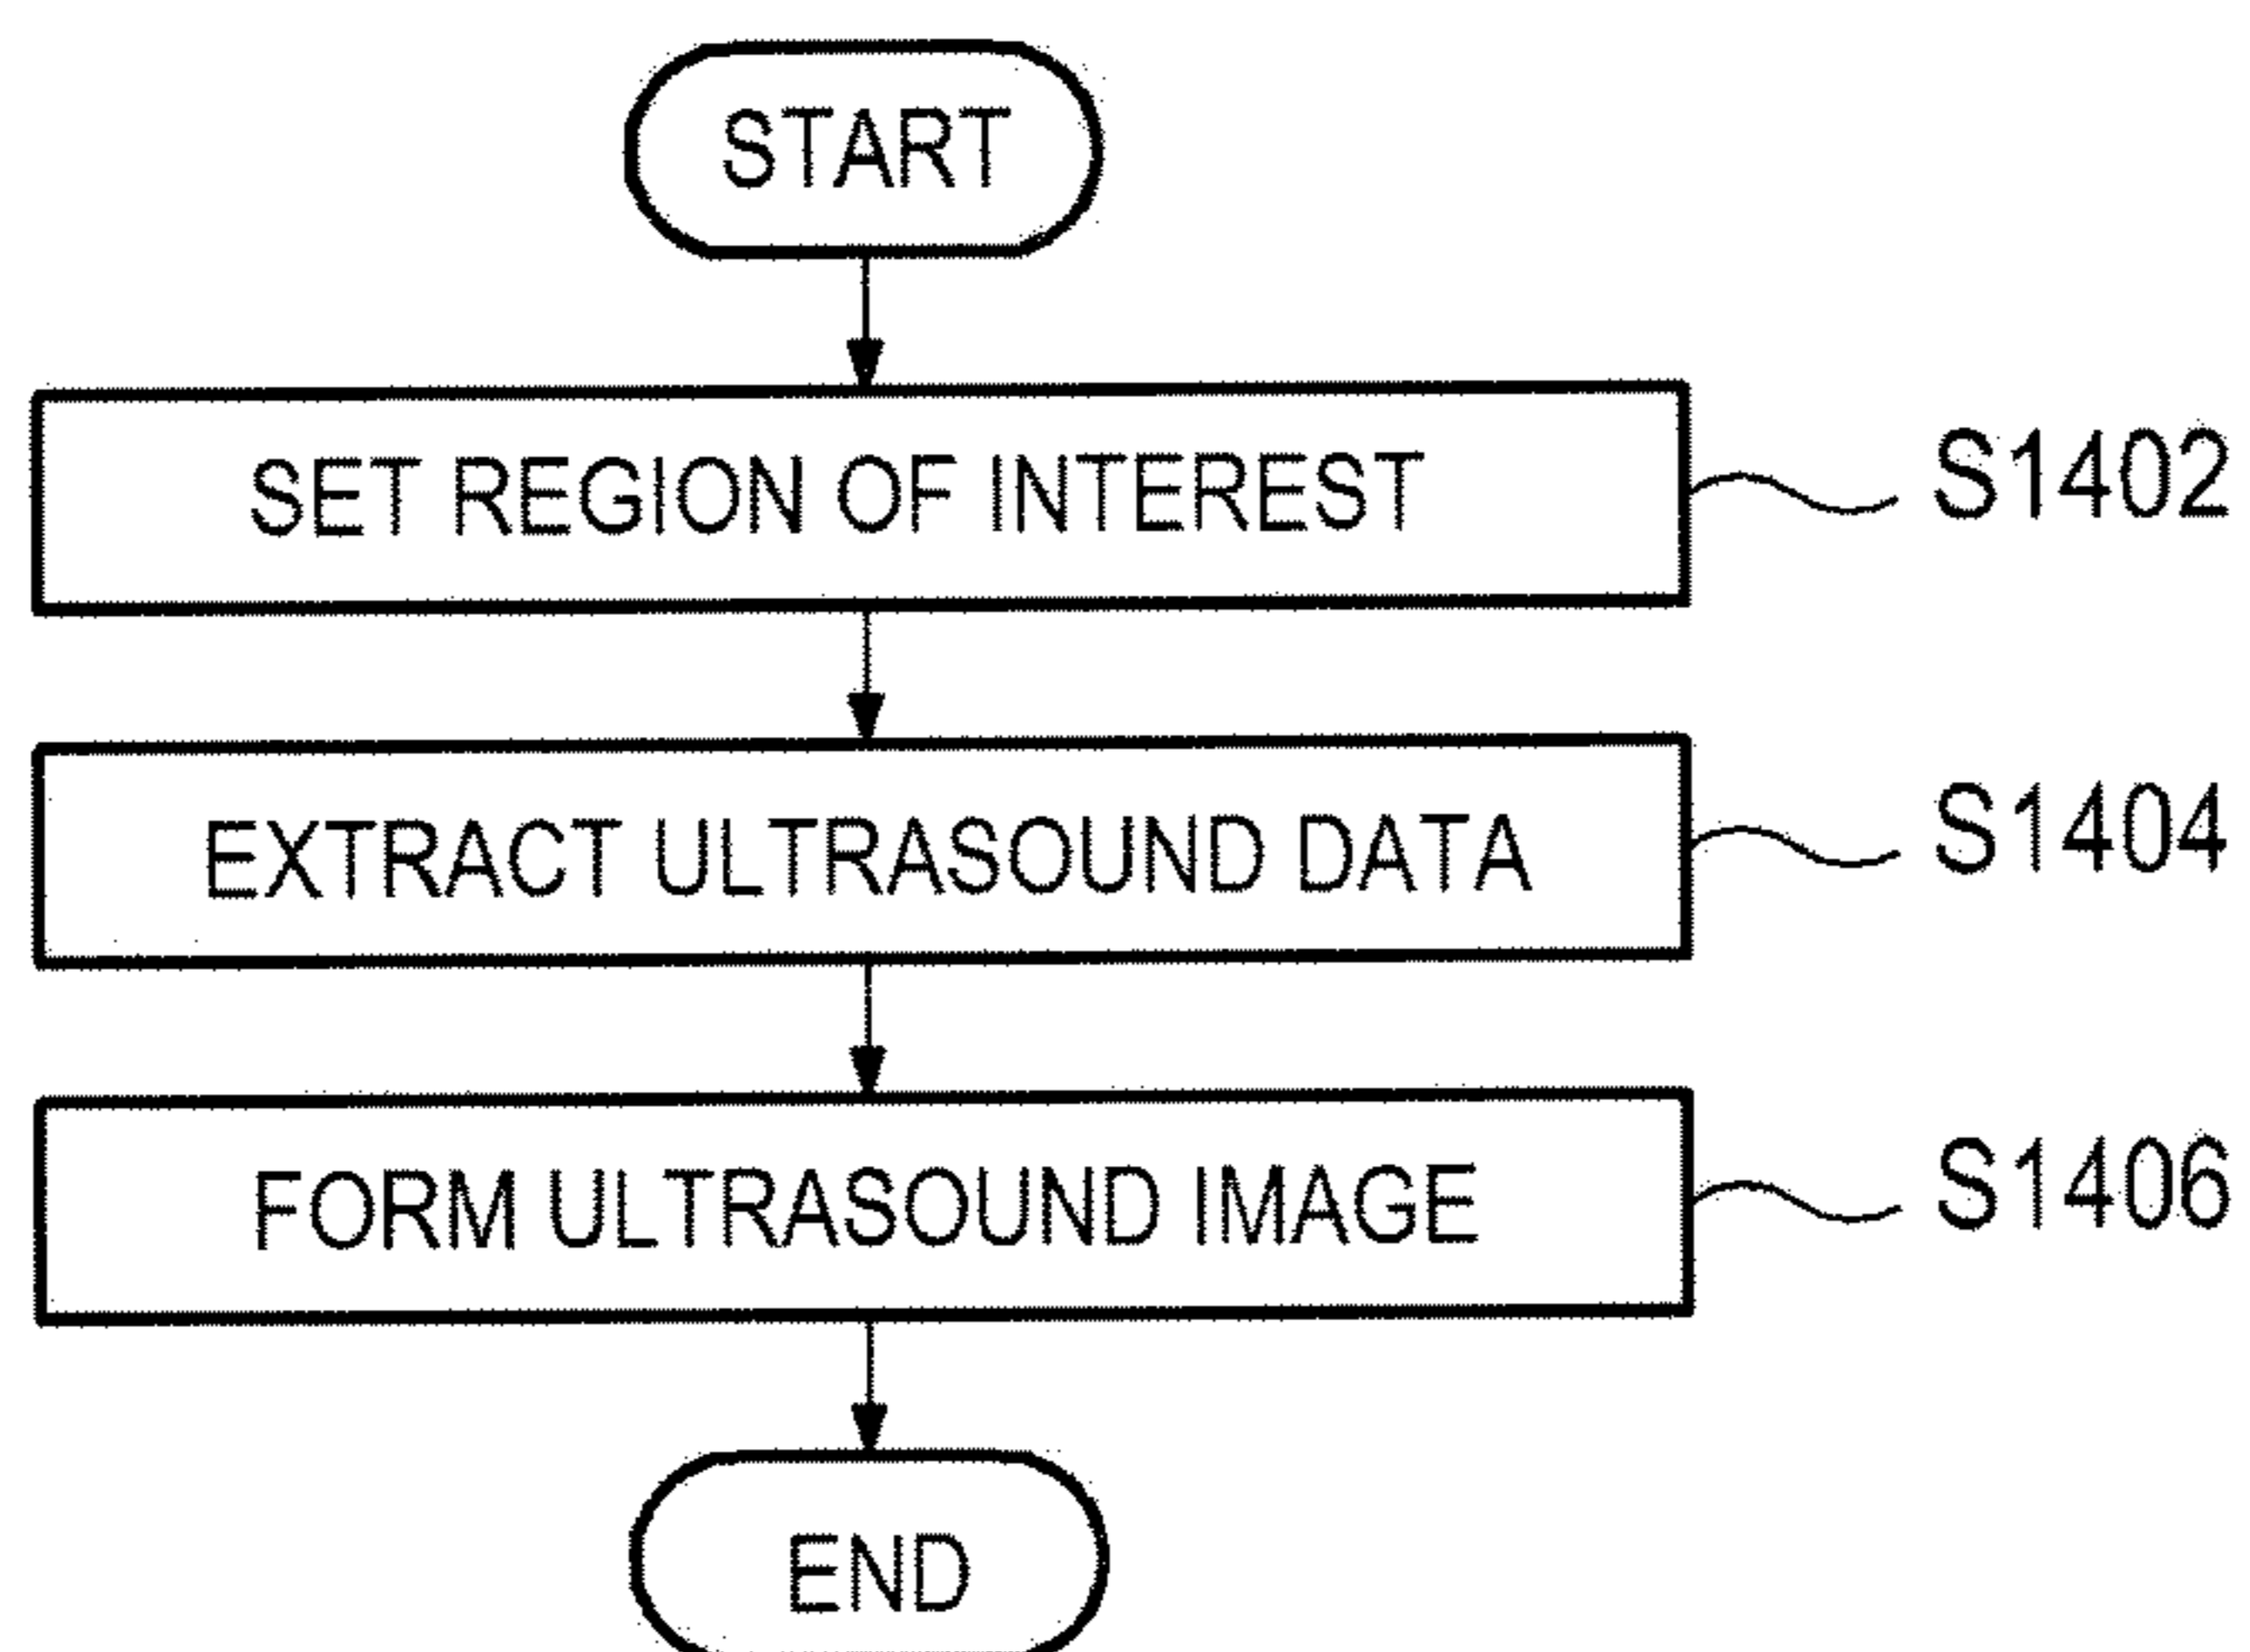 START
SET REGION OF INTEREST
S1402
EXTRACT ULTRASOUND DATA
S1404
FORM ULTRASOUND IMAGE
S1406
END